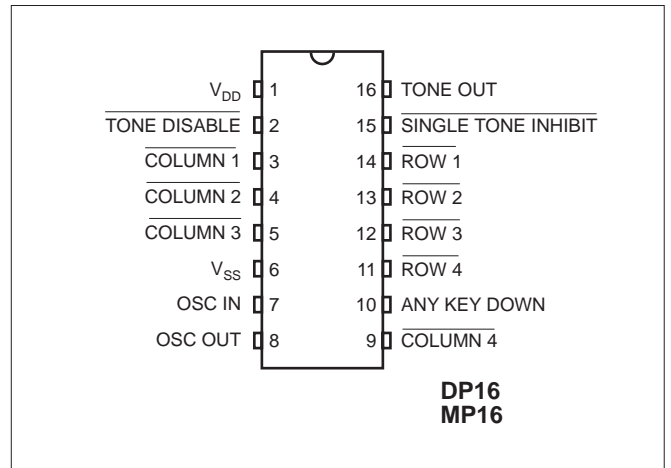 V_DD 1 16 TONE OUT
TONE DISABLE 2 15 SINGLE TONE INHIBIT
COLUMN 1 3 14 ROW 1
COLUMN 2 4 13 ROW 2
COLUMN 3 5 12 ROW 3
V_SS 6 11 ROW 4
OSC IN 7 10 ANY KEY DOWN
OSC OUT 8 9 COLUMN 4
DP16
MP16